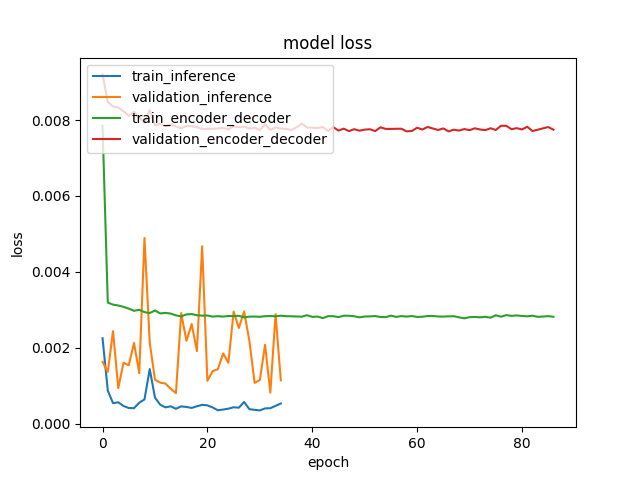 model loss
train_inference
validation_inference
train_encoder_decoder
validation_encoder_decoder
0.008
0.006
0.004
0.002
0.000
loss
0 20 40 60 80
epoch